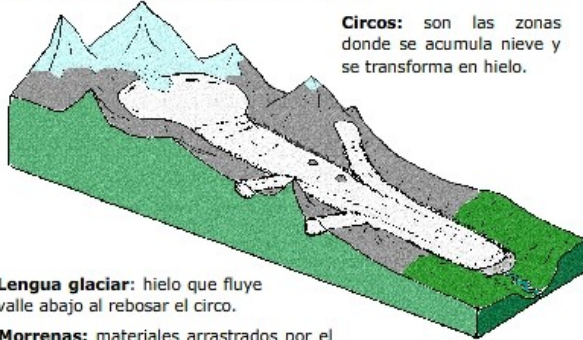 Circos: son las zonas
donde se acumula nieve y
se transforma en hielo.
Lengua glaciar: hielo que fluye
valle abajo al rebosar el circo.
Morrenas: materiales arrastrados por el